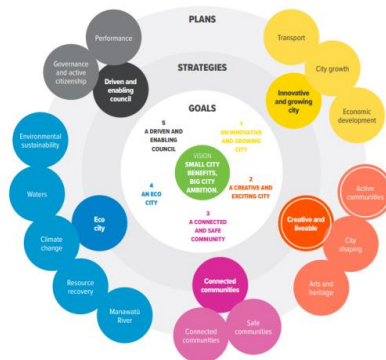 PLANS
STRATEGIES
GOALS
1
AN INNOVATIVE
AND GROWING
CITY
2
A CREATIVE AND
EXCITING CITY
3
A CONNECTED
AND SAFE
COMMUNITY
4
AN ECO
CITY
5
A DRIVEN AND
ENABLING
COUNCIL
VISION
SMALL CITY
BENEFITS,
BIG CITY
AMBITION.
Performance
Governance
and active
citizenship
Driven and
enabling
council
Transport
City growth
Economic
development
Innovative
and growing
city
Active
communities
City
shaping
Arts and
heritage
Creative and
liveable
Safe
communities
Connected
communities
Connected
communities
Manawatū
River
Resource
recovery
Climate
change
Waters
Environmental
sustainability
Eco
city